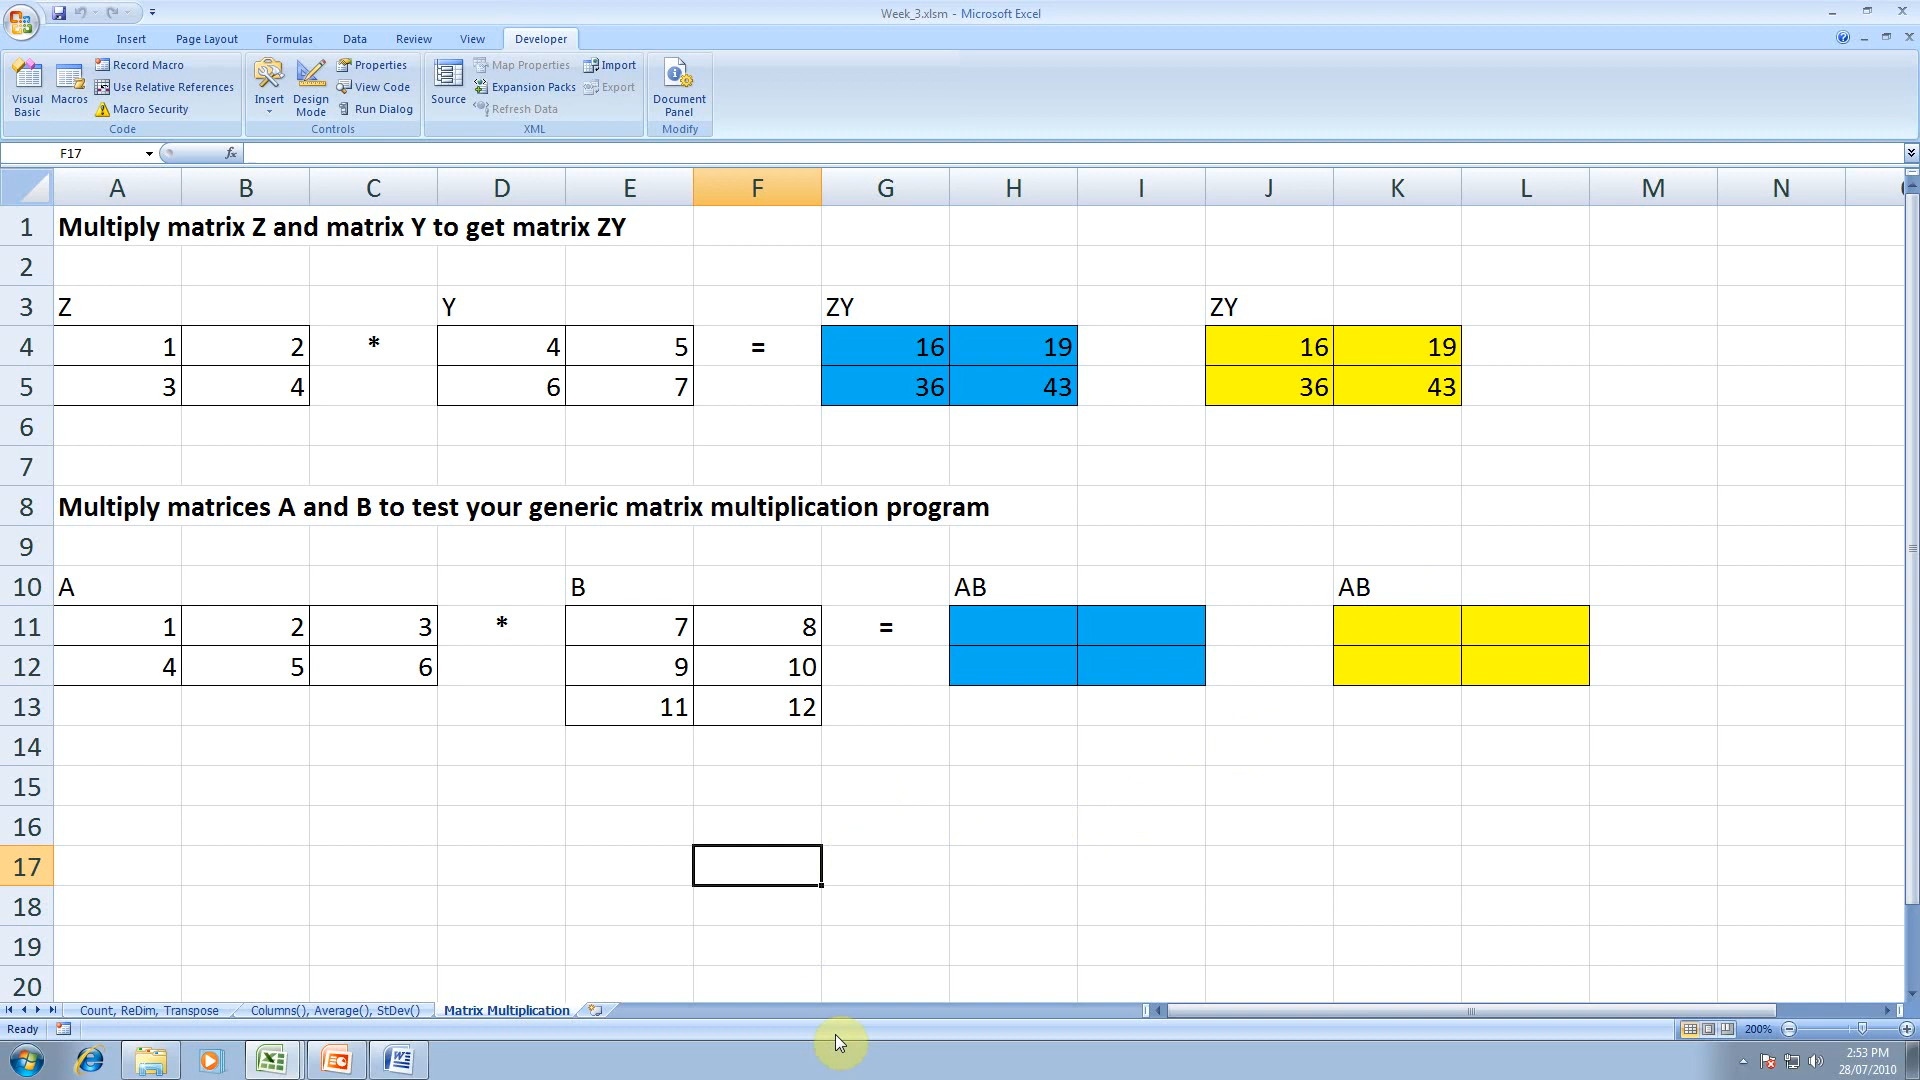 Week_3.xlsm - Microsoft Excel
Home Insert Page Layout Formulas Data Review View Developer
Visual Basic
Macros
Record Macro
Use Relative References
Macro Security
Code
Insert
Design Mode
Properties
View Code
Run Dialog
Controls
Source
Map Properties
Expansion Packs
Refresh Data
Import
Export
XML
Document Panel
Modify
F17 fx
A B C D E F G H I J K L M N
1 Multiply matrix Z and matrix Y to get matrix ZY
2
3 Z Y ZY ZY
4 1 2 * 4 5 = 16 19 16 19
5 3 4 6 7 36 43 36 43
6
7
8 Multiply matrices A and B to test your generic matrix multiplication program
9
10 A B AB AB
11 1 2 3 * 7 8 =
12 4 5 6 9 10
13 11 12
14
15
16
17
18
19
20
Count, ReDim, Transpose Columns(), Average(), StDev() Matrix Multiplication
Ready 200%
2:53 PM
28/07/2010